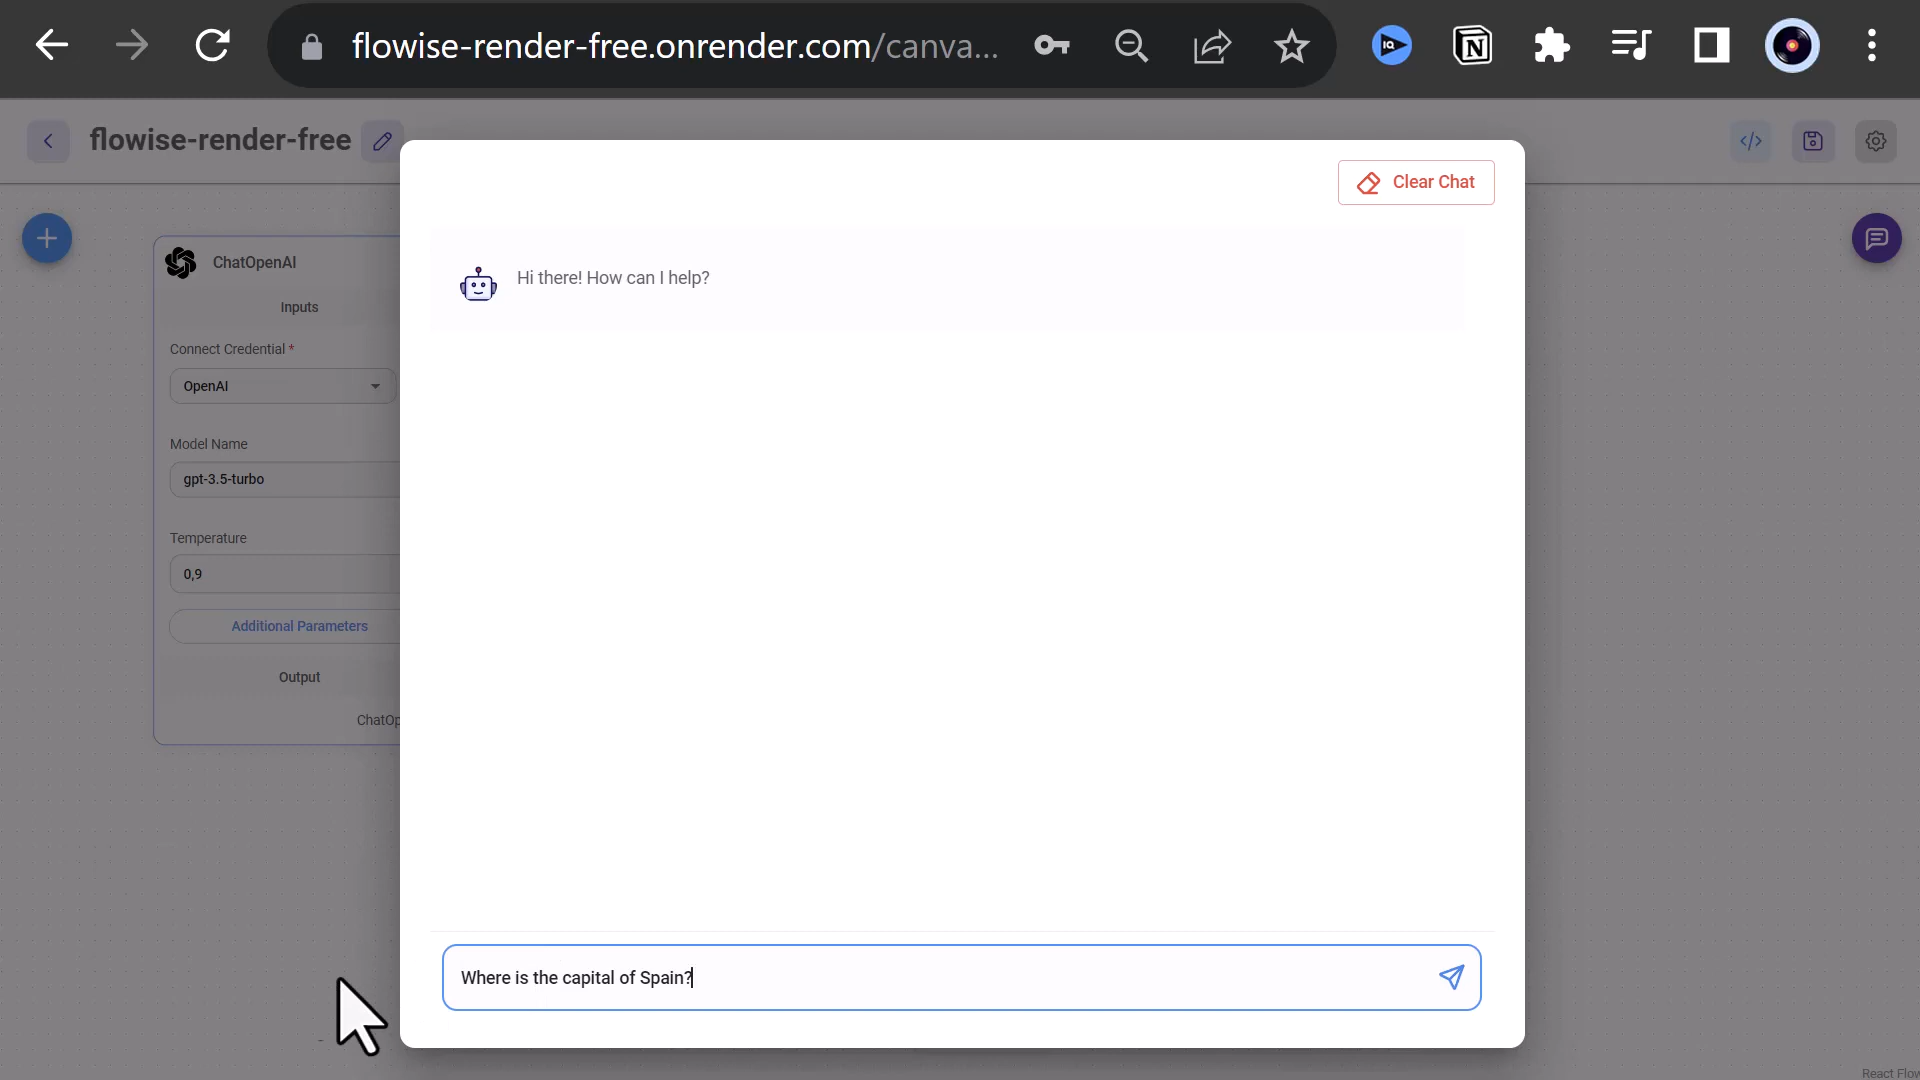 flowise-render-free.onrender.com/canva...
flowise-render-free
Clear Chat
ChatOpenAI
Hi there! How can I help?
Inputs
Connect Credential *
OpenAI
Model Name
gpt-3.5-turbo
Temperature
0,9
Additional Parameters
Output
ChatOp
Where is the capital of Spain?
React Flow